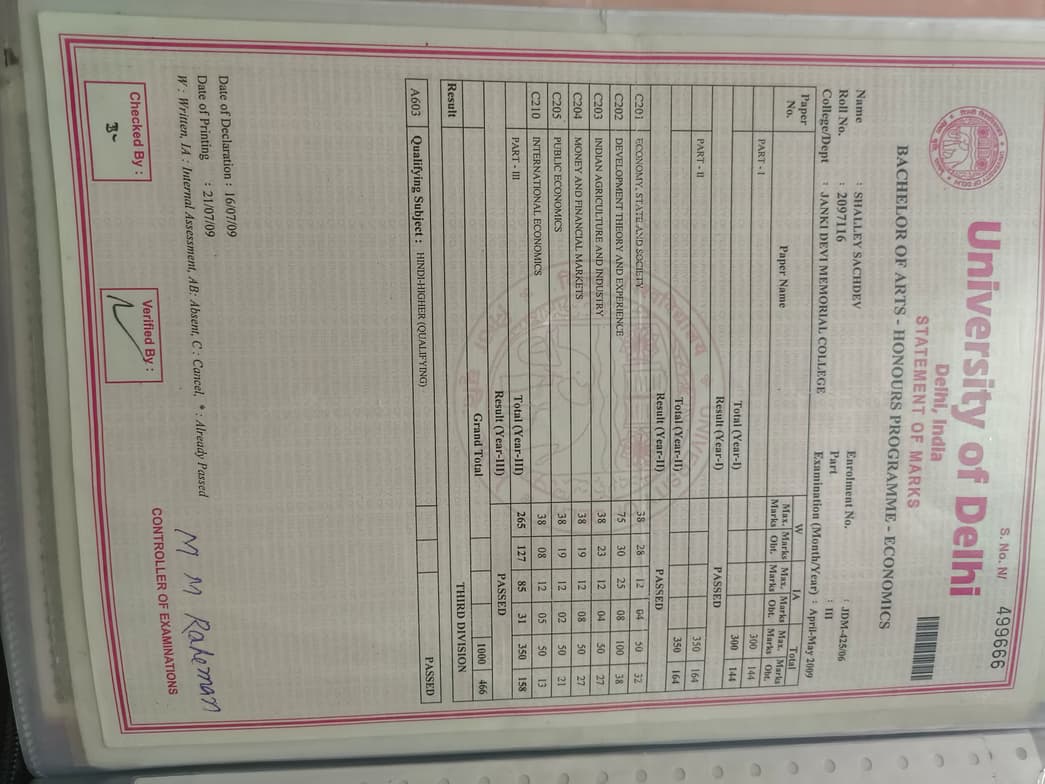 S. No. N/ 499666
University of Delhi
Delhi, India
STATEMENT OF MARKS
BACHELOR OF ARTS - HONOURS PROGRAMME - ECONOMICS
Name : SHALLEY SACHDEV Enrolment No. : JDM-425/06
Roll No. : 2097116 Part : III
College/Dept : JANKI DEVI MEMORIAL COLLEGE Examination (Month/Year) : April-May 2009
Paper No. Paper Name W IA Total
Max. Marks Marks Obt. Max. Marks Marks Obt. Max. Marks Marks Obt.
PART - I 300 144
Total (Year-I) 300 144
Result (Year-I) PASSED
PART - II 350 164
Total (Year-II) 350 164
Result (Year-II) PASSED
C201 ECONOMY, STATE AND SOCIETY 38 28 12 04 50 32
C202 DEVELOPMENT THEORY AND EXPERIENCE 75 30 25 08 100 38
C203 INDIAN AGRICULTURE AND INDUSTRY 38 23 12 04 50 27
C204 MONEY AND FINANCIAL MARKETS 38 19 12 08 50 27
C205 PUBLIC ECONOMICS 38 19 12 02 50 21
C210 INTERNATIONAL ECONOMICS 38 08 12 05 50 13
PART - III Total (Year-III) 265 127 85 31 350 158
Result (Year-III) PASSED
Grand Total 1000 466
Result THIRD DIVISION
A603 Qualifying Subject : HINDI-HIGHER (QUALIFYING) PASSED
Date of Declaration : 16/07/09
Date of Printing : 21/07/09
W : Written, IA : Internal Assessment, AB: Absent, C : Cancel, * : Already Passed
M M Raheman
Checked By :
Verified By :
CONTROLLER OF EXAMINATIONS